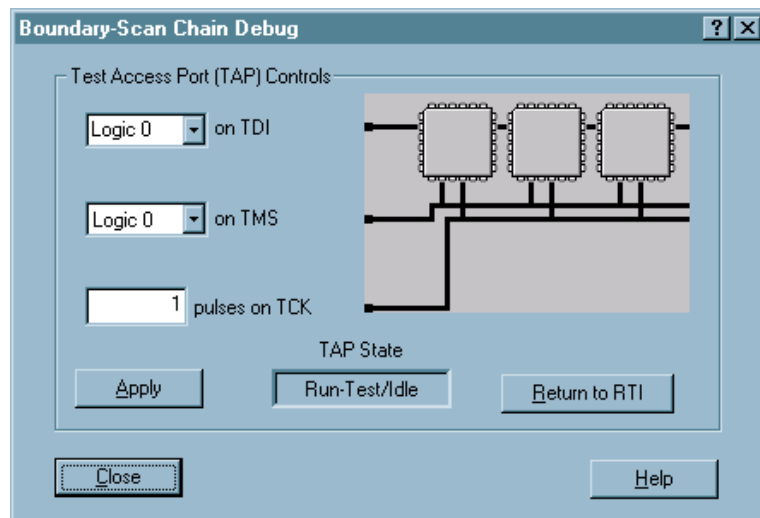 Boundary-Scan Chain Debug
Test Access Port (TAP) Controls
Logic 0 on TDI
Logic 0 on TMS
1 pulses on TCK
TAP State
Apply Run-Test/Idle Return to RTI
Close Help